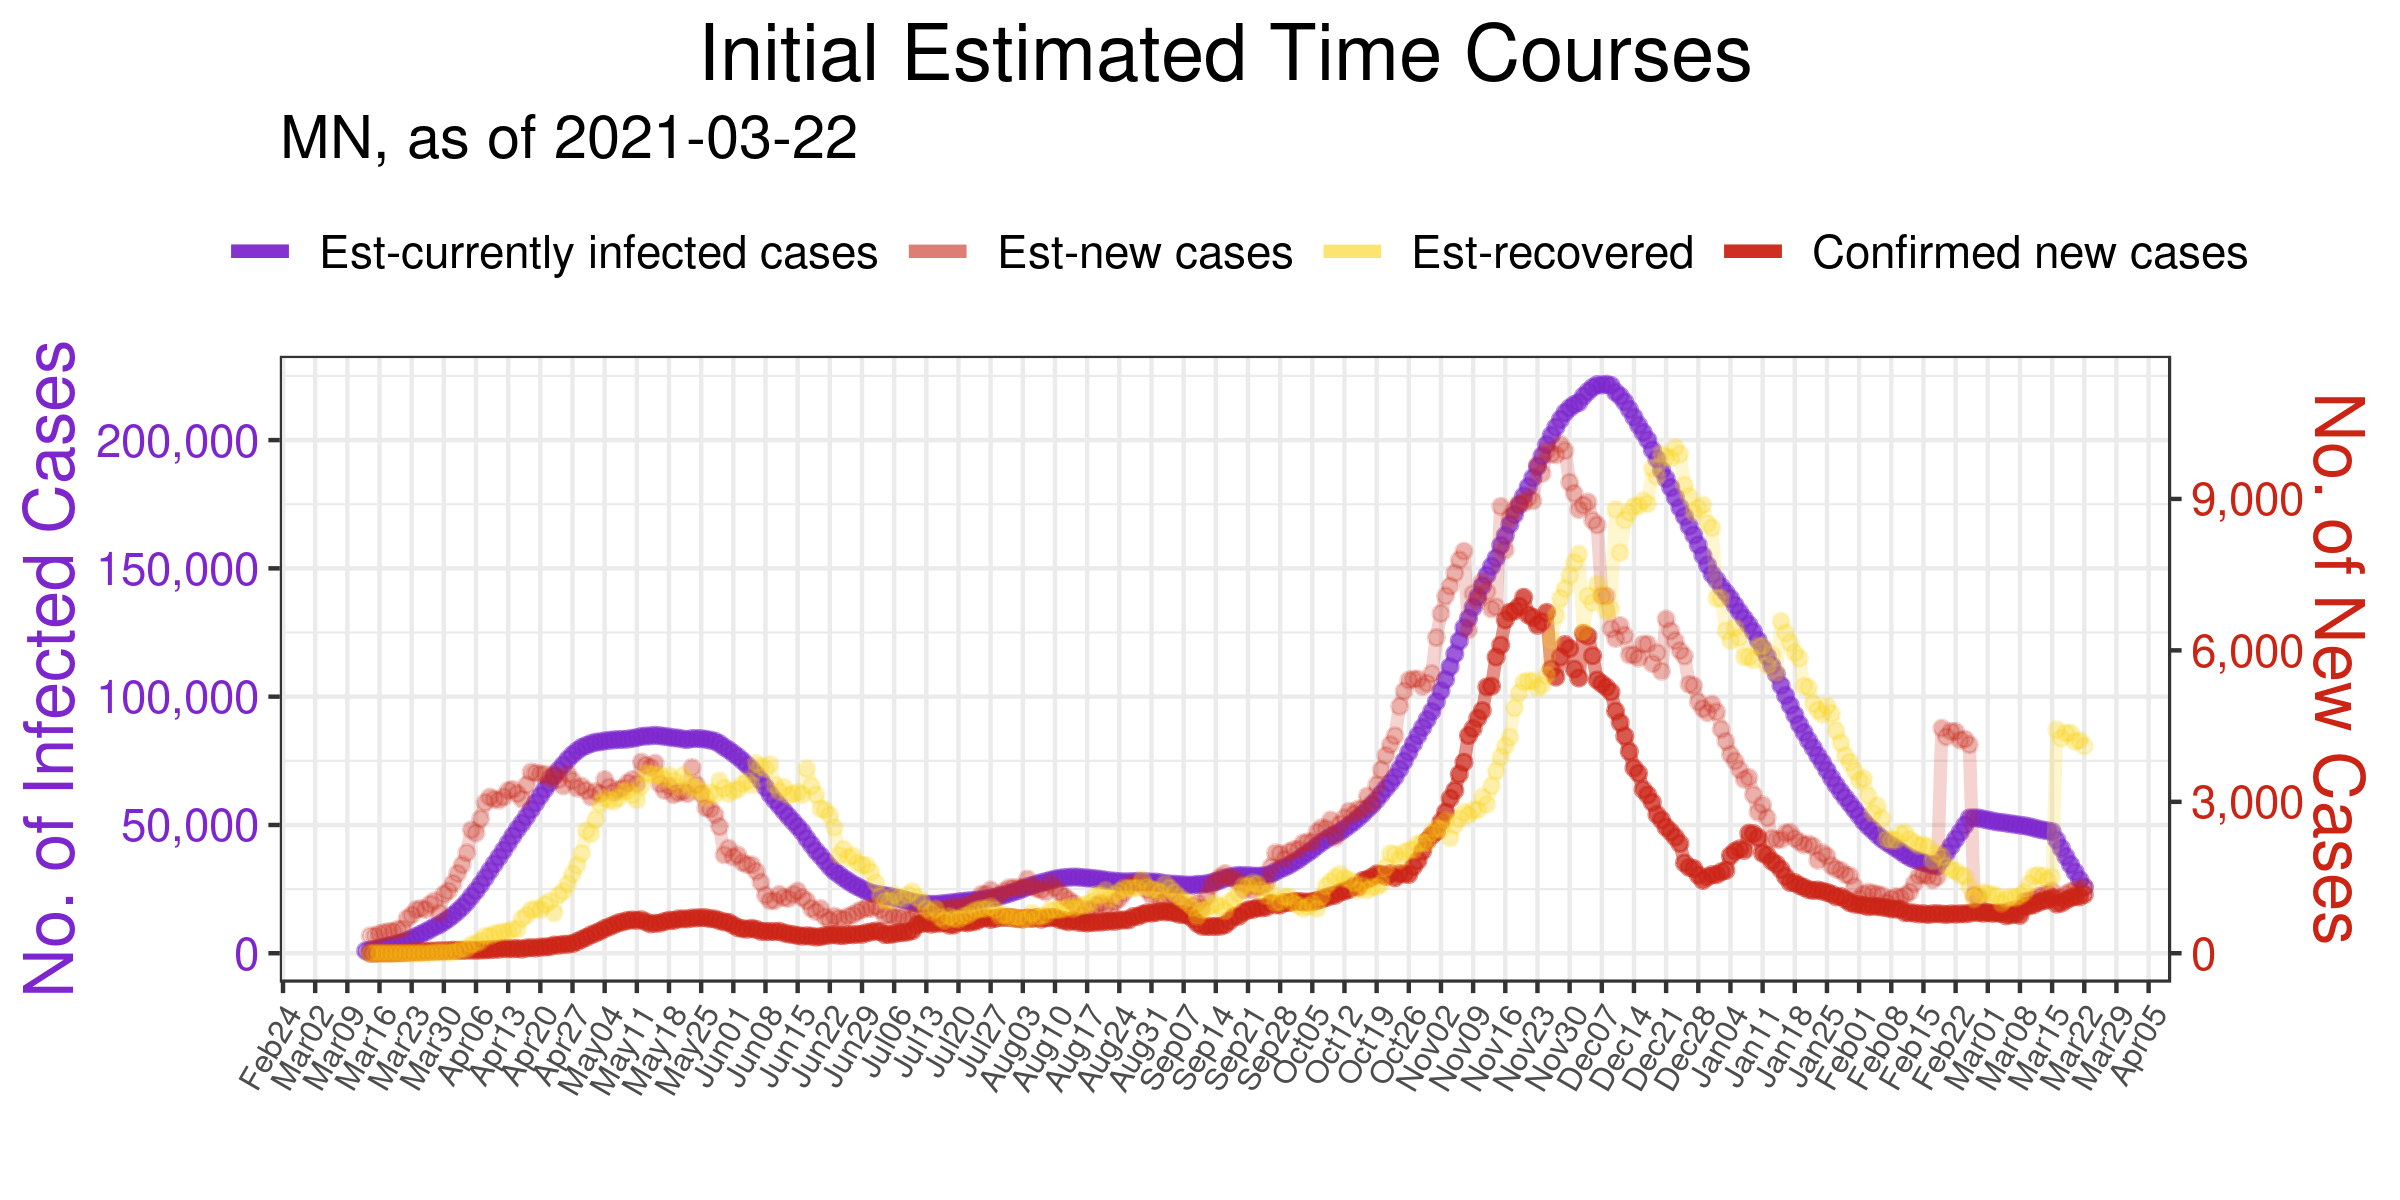 Initial Estimated Time Courses
MN, as of 2021-03-22
Est-currently infected cases
Est-new cases
Est-recovered
Confirmed new cases
No. of Infected Cases
200,000
150,000
100,000
50,000
0
No. of New Cases
9,000
6,000
3,000
0
Feb24
Mar02
Mar09
Mar16
Mar23
Mar30
Apr06
Apr13
Apr20
Apr27
May04
May11
May18
May25
Jun01
Jun08
Jun15
Jun22
Jun29
Jul06
Jul13
Jul20
Jul27
Aug03
Aug10
Aug17
Aug24
Aug31
Sep07
Sep14
Sep21
Sep28
Oct05
Oct12
Oct19
Oct26
Nov02
Nov09
Nov16
Nov23
Nov30
Dec07
Dec14
Dec21
Dec28
Jan04
Jan11
Jan18
Jan25
Feb01
Feb08
Feb15
Feb22
Mar01
Mar08
Mar15
Mar22
Mar29
Apr05